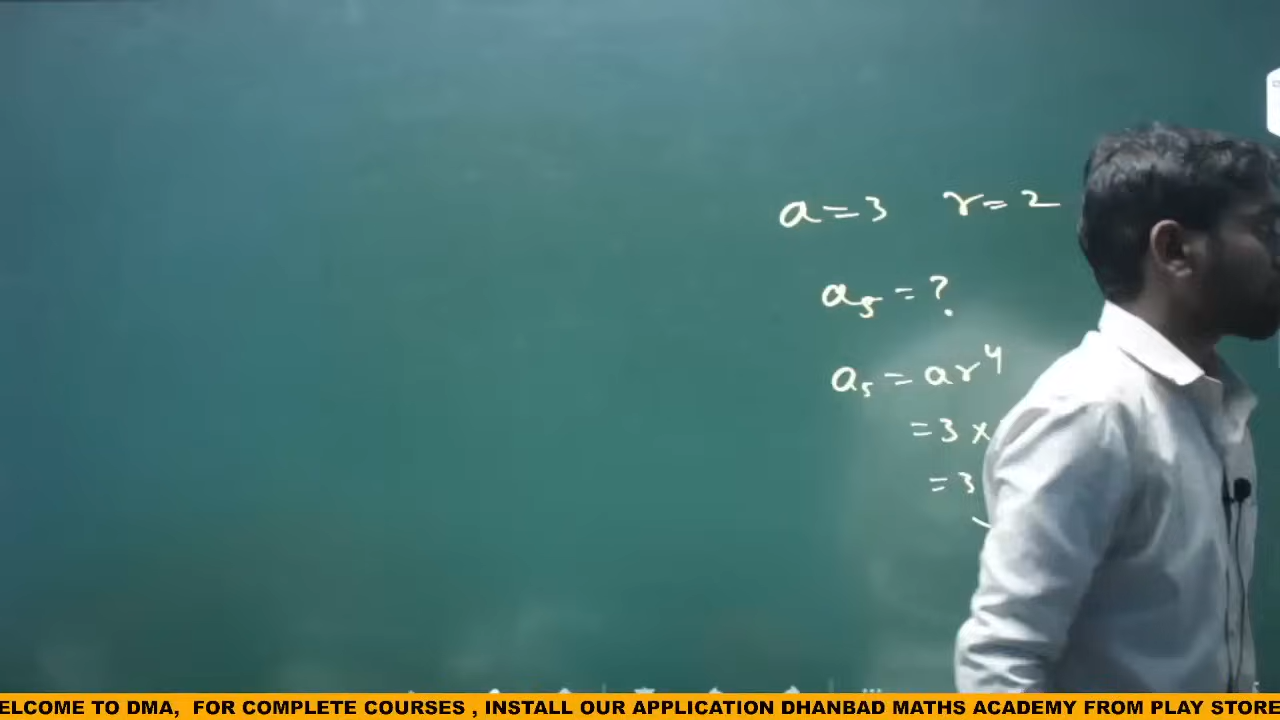 a=3 r=2
a₅ = ?
a₅ = ar⁴
= 3 ×
= 3
ELCOME TO DMA, FOR COMPLETE COURSES , INSTALL OUR APPLICATION DHANBAD MATHS ACADEMY FROM PLAY STORE